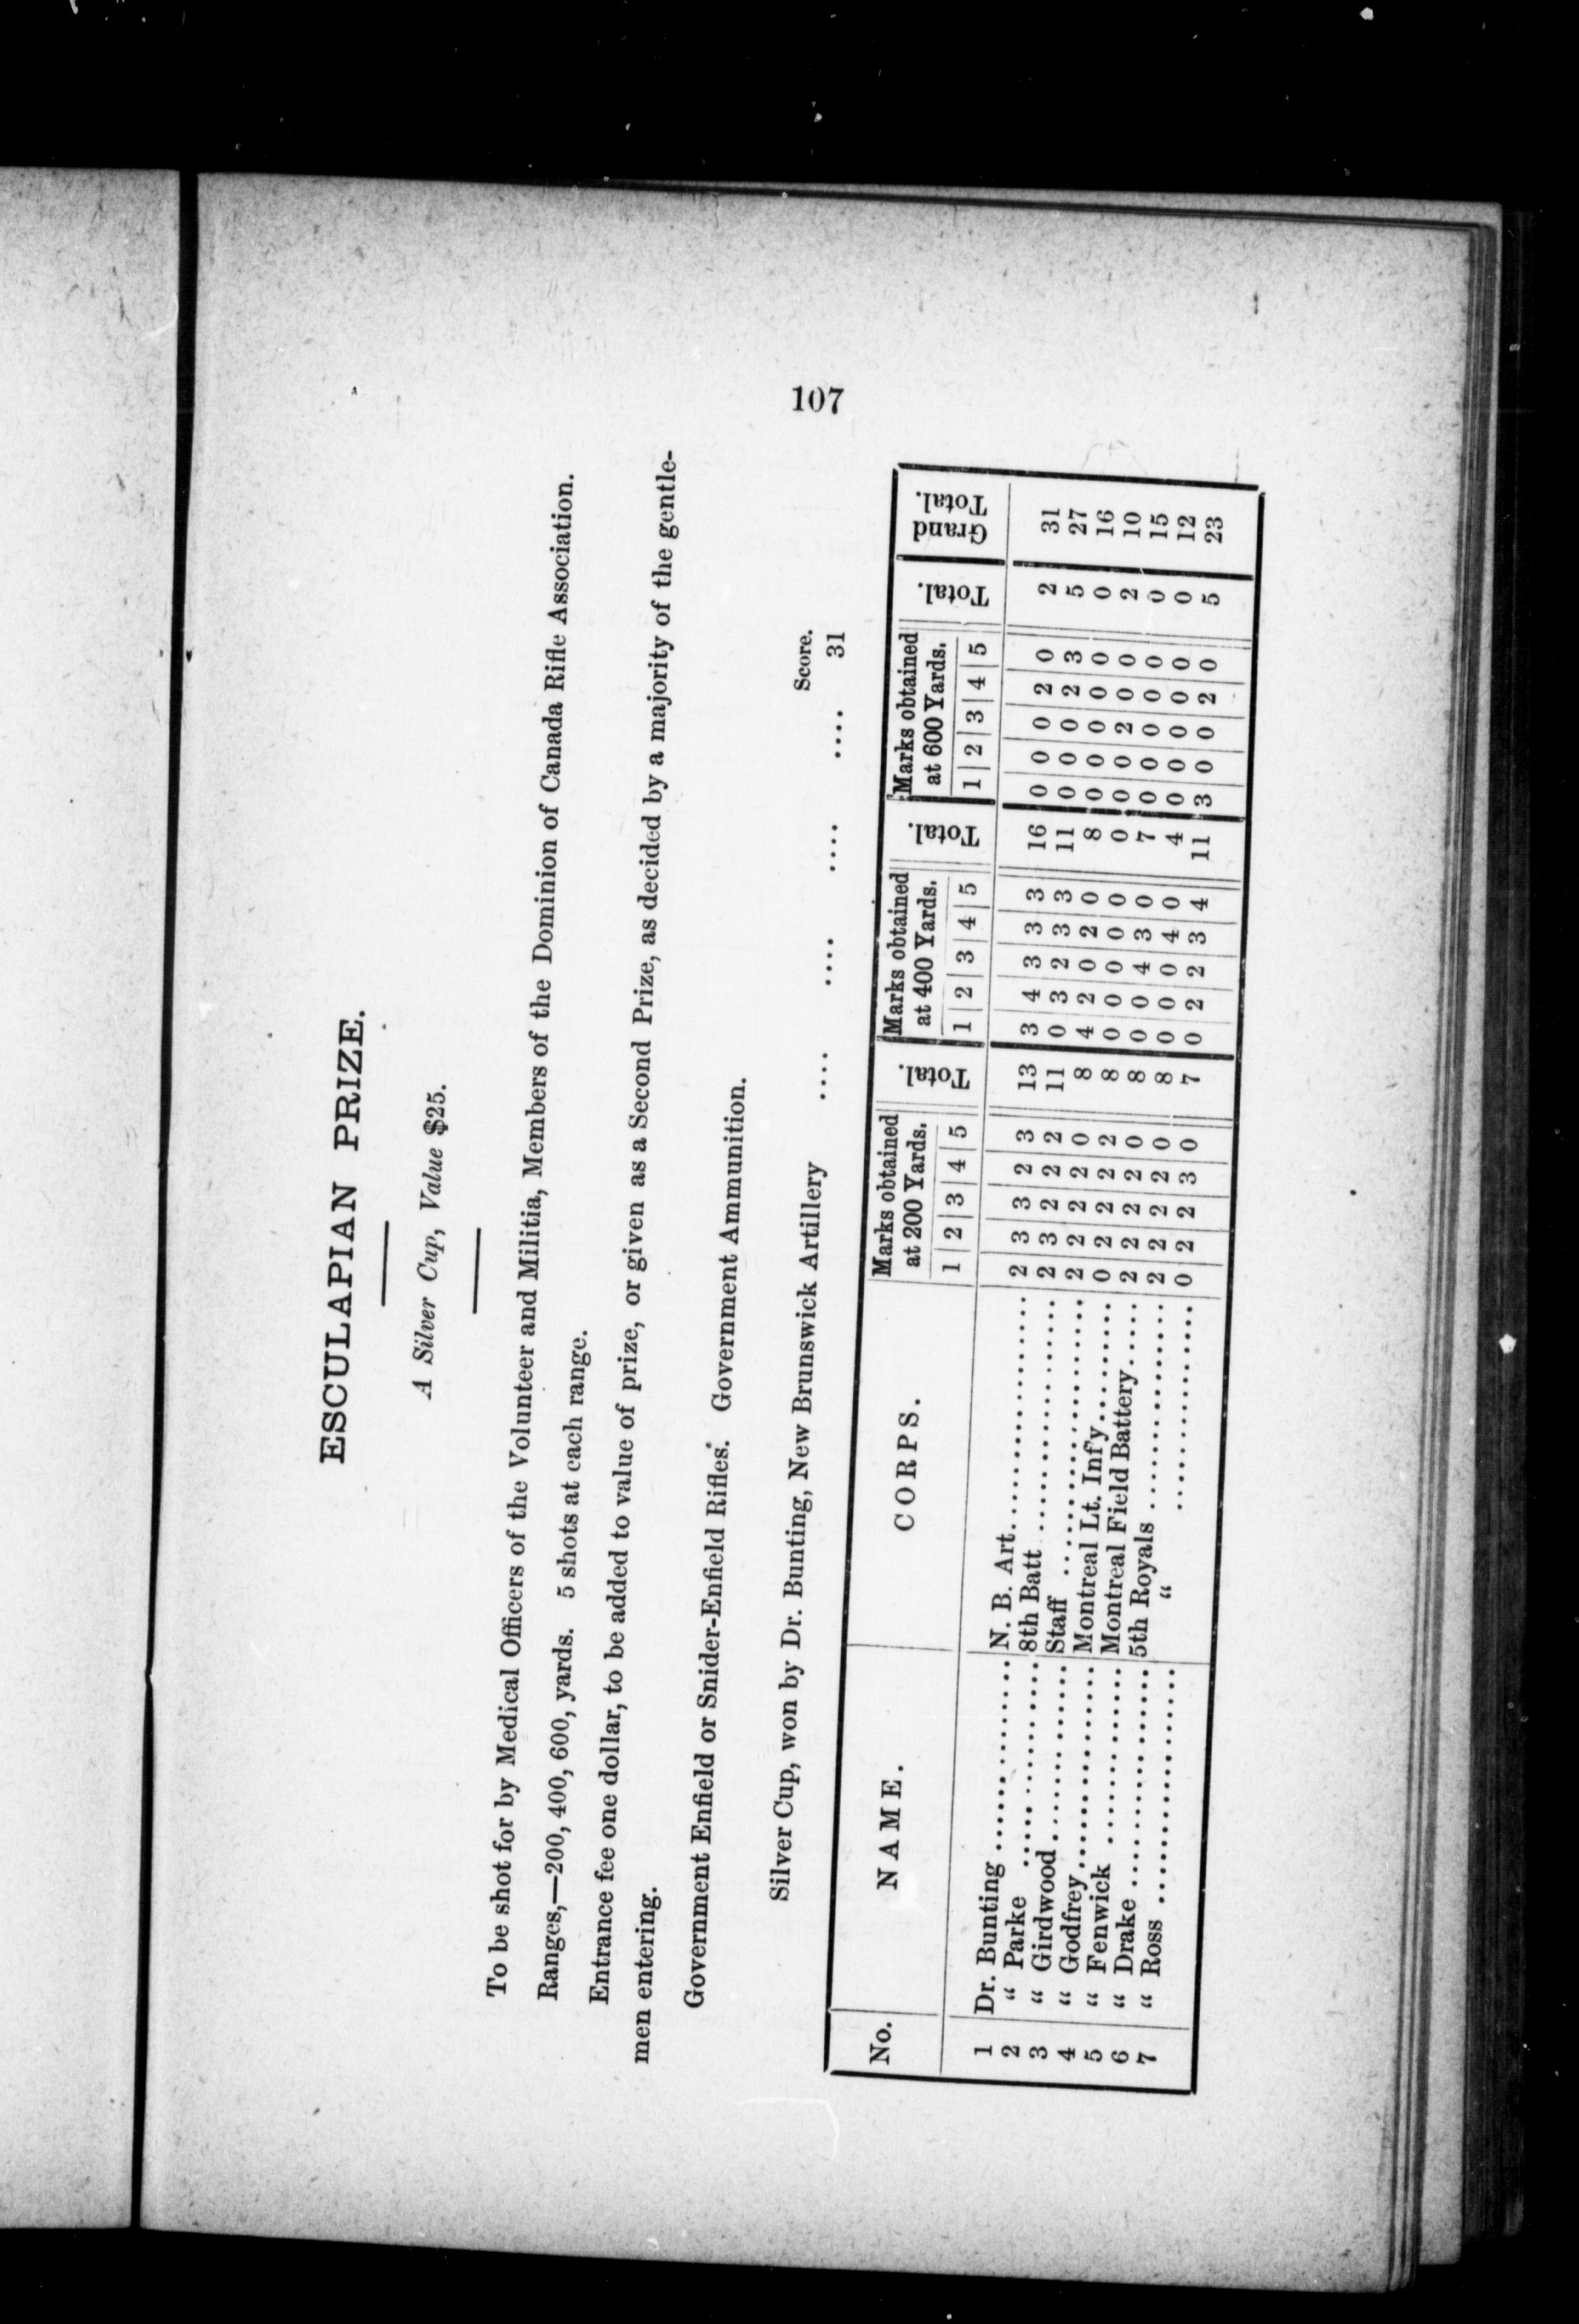 107
ESCULAPIAN PRIZE.
A Silver Cup, Value $25.
To be shot for by Medical Officers of the Volunteer and Militia, Members of the Dominion of Canada Rifle Association.
Ranges,—200, 400, 600, yards. 5 shots at each range.
Entrance fee one dollar, to be added to value of prize, or given as a Second Prize, as decided by a majority of the gentle-
men entering.
Government Enfield or Snider-Enfield Rifles. Government Ammunition.
Score.
Silver Cup, won by Dr. Bunting, New Brunswick Artillery .... .... .... .... .... 31
No. NAME. CORPS. Marks obtained at 200 Yards. Total. Marks obtained at 400 Yards. Total. Marks obtained at 600 Yards. Total. Grand Total.
1 2 3 4 5 1 2 3 4 5 1 2 3 4 5
1 Dr. Bunting N. B. Art. 2 3 3 2 3 13 3 4 3 3 3 16 0 0 0 2 0 2 31
2 " Parke 8th Batt 2 3 2 2 2 11 0 3 2 3 3 11 0 0 0 2 3 5 27
3 " Girdwood Staff 2 2 2 2 0 8 4 2 0 2 0 8 0 0 0 0 0 0 16
4 " Godfrey Montreal Lt. Inf'y 0 2 2 2 2 8 0 0 0 0 0 0 0 0 2 0 0 2 10
5 " Fenwick Montreal Field Battery 2 2 2 2 0 8 0 0 4 3 0 7 0 0 0 0 0 0 15
6 " Drake 5th Royals 2 2 2 2 0 8 0 0 0 4 0 4 0 0 0 0 0 0 12
7 " Ross " 0 2 2 3 0 7 0 2 2 3 4 11 3 0 0 2 0 5 23